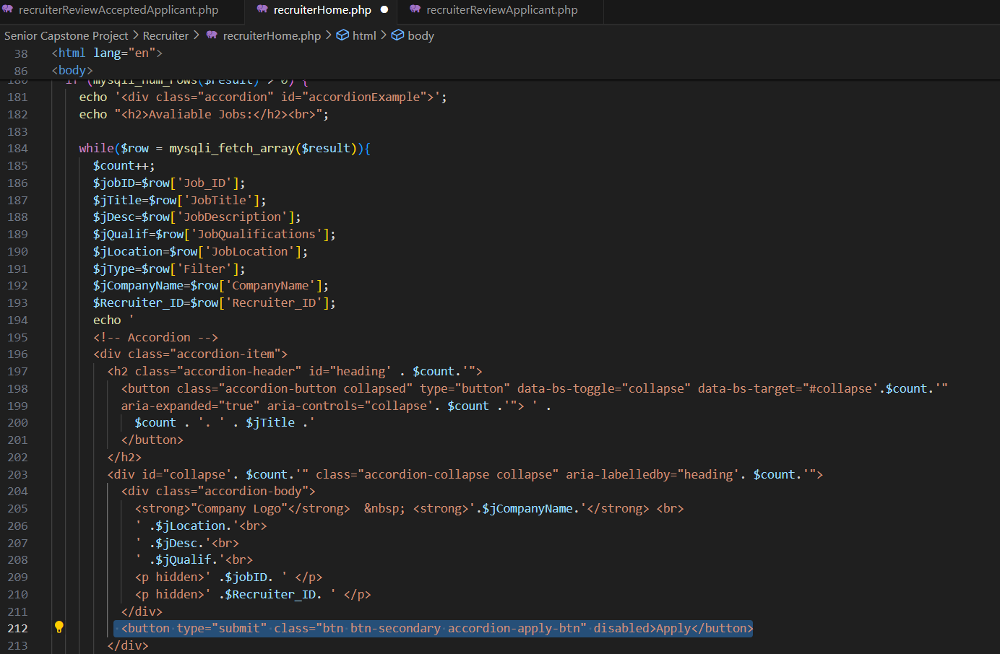 recruiterReviewAcceptedApplicant.php recruiterHome.php recruiterReviewApplicant.php
Senior Capstone Project > Recruiter > recruiterHome.php > html > body
38 <html lang="en">
86 <body>
180 if (mysqli_num_rows($result) > 0) {
181 echo '<div class="accordion" id="accordionExample">';
182 echo "<h2>Avaliable Jobs:</h2><br>";
183
184 while($row = mysqli_fetch_array($result)){
185 $count++;
186 $jobID=$row['Job_ID'];
187 $jTitle=$row['JobTitle'];
188 $jDesc=$row['JobDescription'];
189 $jQualif=$row['JobQualifications'];
190 $jLocation=$row['JobLocation'];
191 $jType=$row['Filter'];
192 $jCompanyName=$row['CompanyName'];
193 $Recruiter_ID=$row['Recruiter_ID'];
194 echo '
195 <!-- Accordion -->
196 <div class="accordion-item">
197 <h2 class="accordion-header" id="heading' . $count.'">
198 <button class="accordion-button collapsed" type="button" data-bs-toggle="collapse" data-bs-target="#collapse'.$count.'"
199 aria-expanded="true" aria-controls="collapse'. $count .'"> ' .
200 $count . '. ' . $jTitle .'
201 </button>
202 </h2>
203 <div id="collapse'. $count.'" class="accordion-collapse collapse" aria-labelledby="heading'. $count.'">
204 <div class="accordion-body">
205 <strong>"Company Logo"</strong>  &nbsp; <strong>'.$jCompanyName.'</strong> <br>
206 ' .$jLocation.'<br>
207 ' .$jDesc.'<br>
208 ' .$jQualif.'<br>
209 <p hidden>' .$jobID. ' </p>
210 <p hidden>' .$Recruiter_ID. ' </p>
211 </div>
212 <button type="submit" class="btn btn-secondary accordion-apply-btn" disabled>Apply</button>
213 </div>